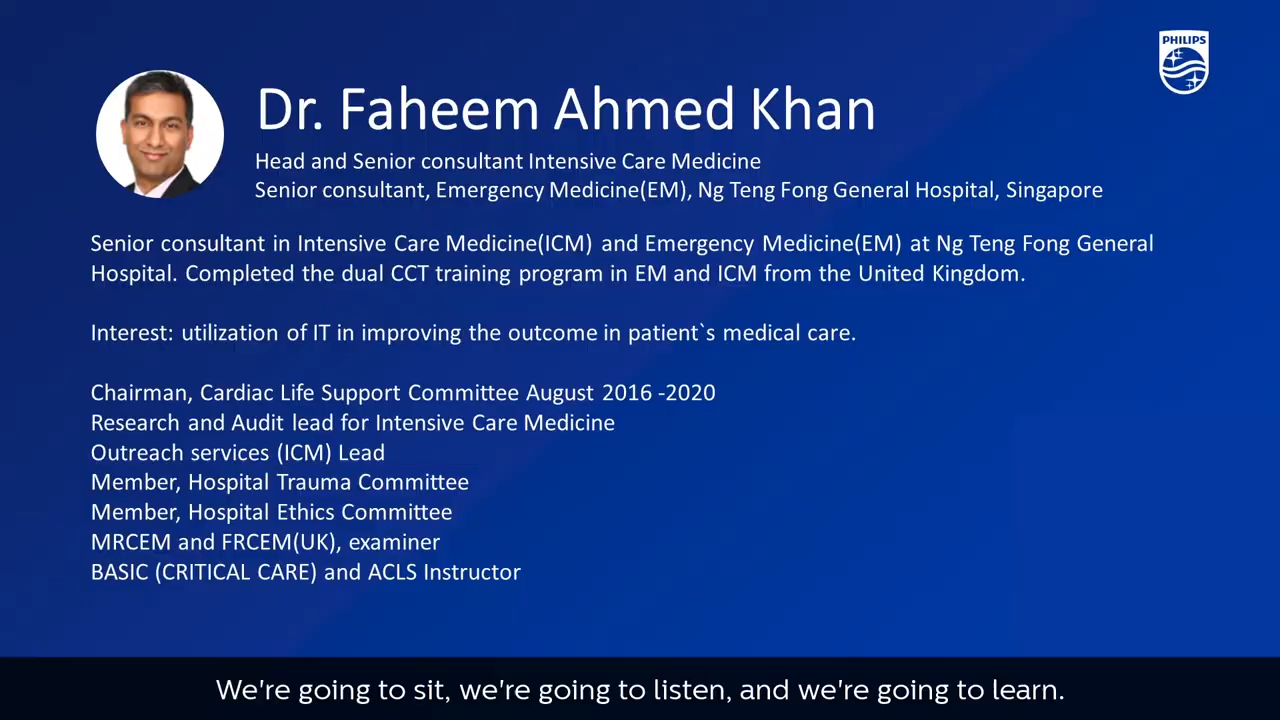 PHILIPS
Dr. Faheem Ahmed Khan
Head and Senior consultant Intensive Care Medicine
Senior consultant, Emergency Medicine(EM), Ng Teng Fong General Hospital, Singapore
Senior consultant in Intensive Care Medicine(ICM) and Emergency Medicine(EM) at Ng Teng Fong General
Hospital. Completed the dual CCT training program in EM and ICM from the United Kingdom.
Interest: utilization of IT in improving the outcome in patient`s medical care.
Chairman, Cardiac Life Support Committee August 2016 -2020
Research and Audit lead for Intensive Care Medicine
Outreach services (ICM) Lead
Member, Hospital Trauma Committee
Member, Hospital Ethics Committee
MRCEM and FRCEM(UK), examiner
BASIC (CRITICAL CARE) and ACLS Instructor
We're going to sit, we're going to listen, and we're going to learn.